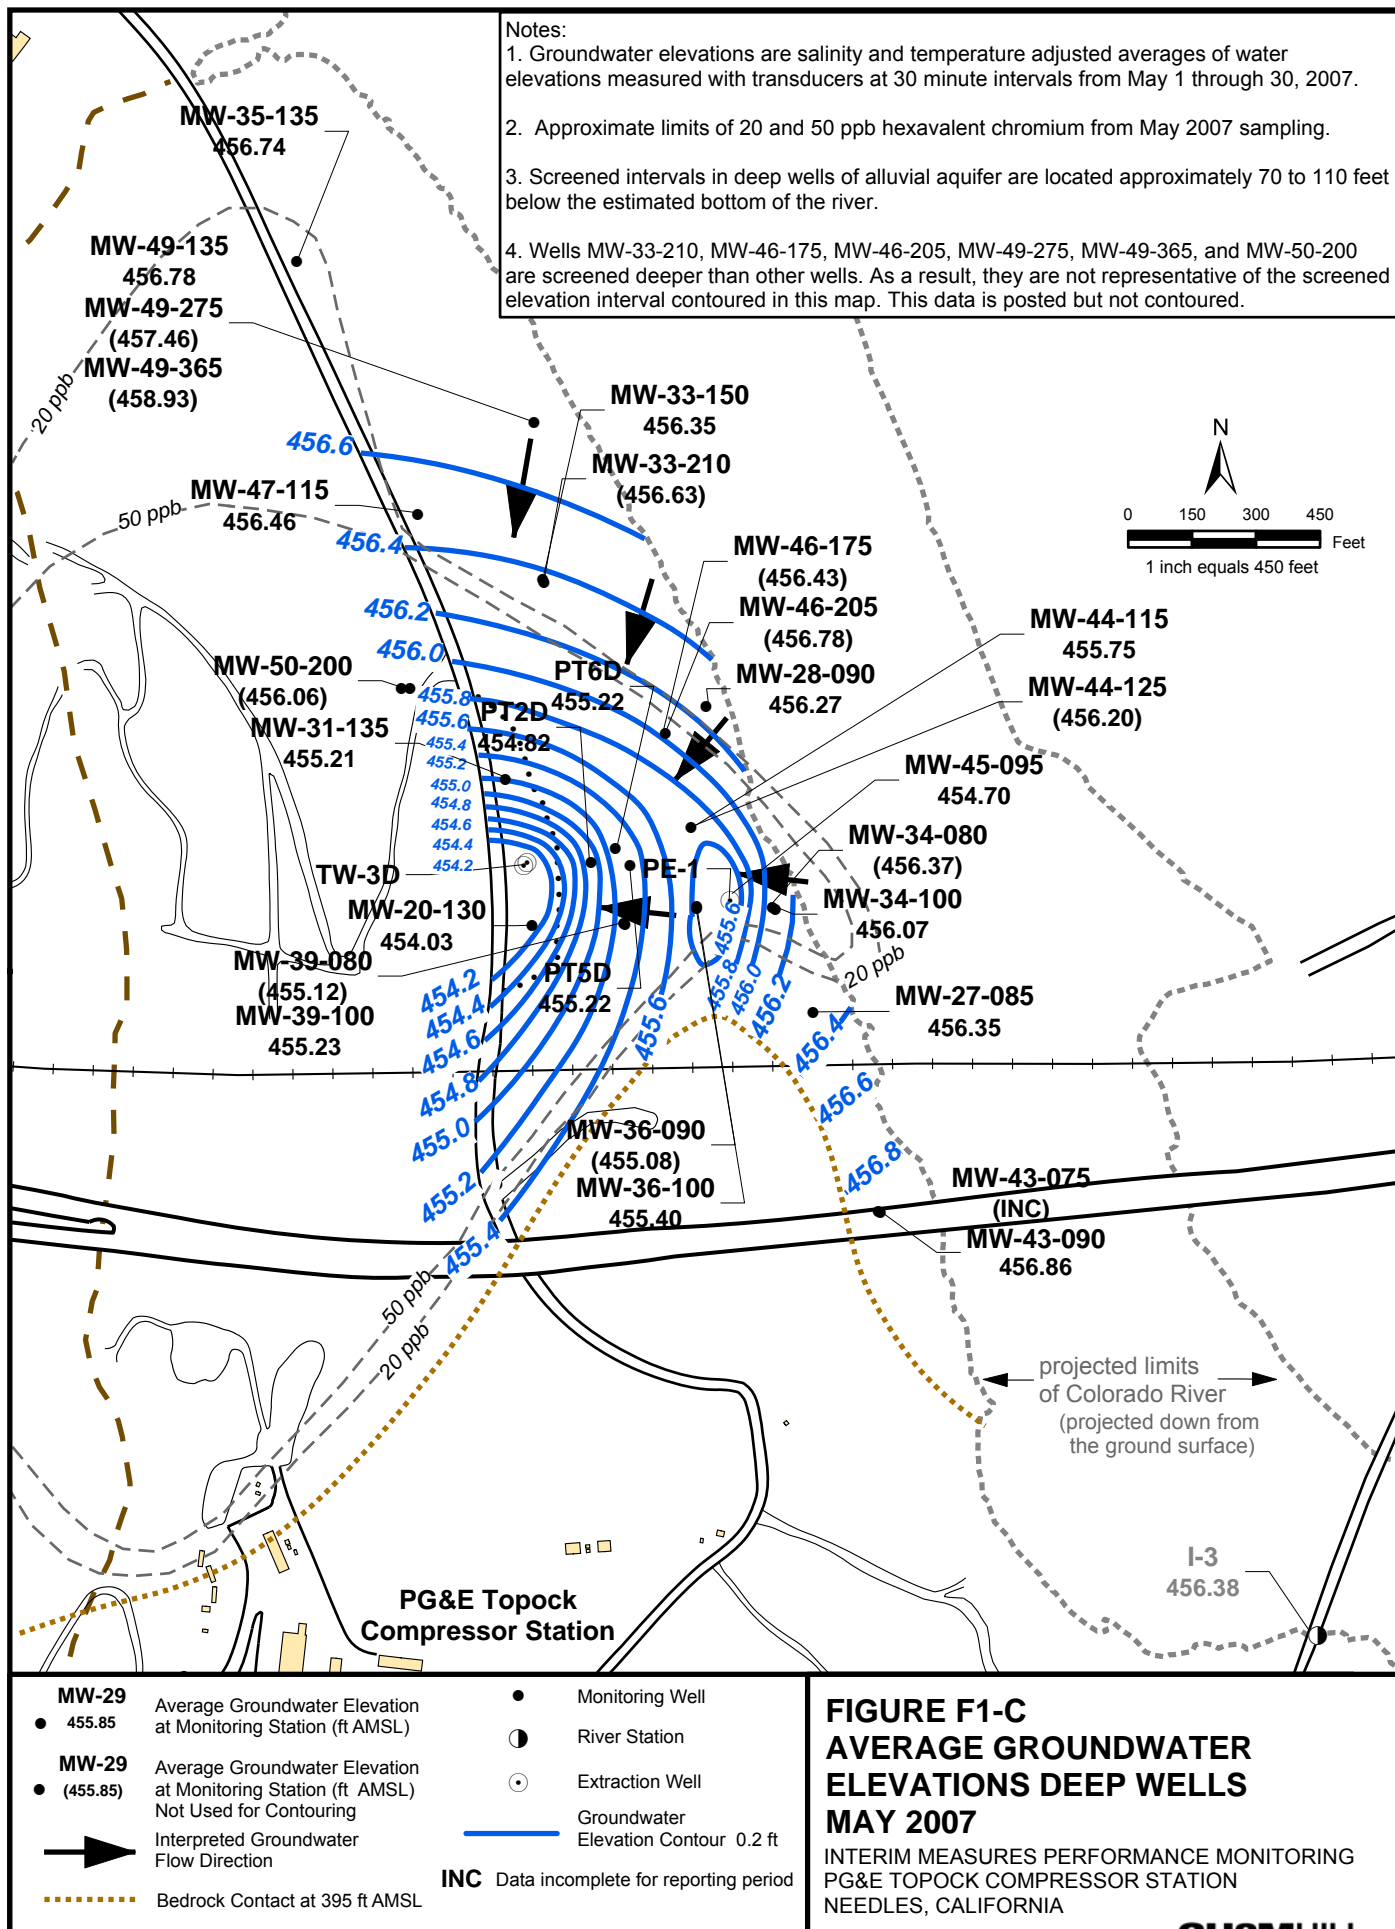 Notes:
1. Groundwater elevations are salinity and temperature adjusted averages of water
elevations measured with transducers at 30 minute intervals from May 1 through 30, 2007.
2. Approximate limits of 20 and 50 ppb hexavalent chromium from May 2007 sampling.
3. Screened intervals in deep wells of alluvial aquifer are located approximately 70 to 110 feet
below the estimated bottom of the river.
4. Wells MW-33-210, MW-46-175, MW-46-205, MW-49-275, MW-49-365, and MW-50-200
are screened deeper than other wells. As a result, they are not representative of the screened
elevation interval contoured in this map. This data is posted but not contoured.
MW-35-135
456.74
MW-49-135
456.78
MW-49-275
(457.46)
MW-49-365
(458.93)
20 ppb
MW-33-150
456.35
MW-33-210
(456.63)
456.6
N
0 150 300 450
Feet
1 inch equals 450 feet
MW-47-115
456.46
50 ppb
456.4
MW-46-175
(456.43)
MW-46-205
(456.78)
456.2
MW-44-115
455.75
MW-44-125
(456.20)
456.0
MW-50-200
(456.06)
PT6D
455.22
MW-28-090
456.27
455.8
PT2D
454.82
455.6
MW-31-135
455.21
455.4
455.2
455.0
454.8
454.6
454.4
454.2
MW-45-095
454.70
MW-34-080
(456.37)
MW-34-100
456.07
PE-1
TW-3D
MW-20-130
454.03
MW-39-080
(455.12)
MW-39-100
455.23
PT5D
455.22
455.6
455.8
456.0
456.2
20 ppb
MW-27-085
456.35
454.2
454.4
454.6
454.8
455.0
455.2
455.4
455.6
456.4
456.6
456.8
MW-36-090
(455.08)
MW-36-100
455.40
MW-43-075
(INC)
MW-43-090
456.86
50 ppb
20 ppb
projected limits
of Colorado River
(projected down from
the ground surface)
I-3
456.38
PG&E Topock
Compressor Station
MW-29
455.85
Average Groundwater Elevation
at Monitoring Station (ft AMSL)
MW-29
(455.85)
Average Groundwater Elevation
at Monitoring Station (ft AMSL)
Not Used for Contouring
Interpreted Groundwater
Flow Direction
Bedrock Contact at 395 ft AMSL
Monitoring Well
River Station
Extraction Well
Groundwater
Elevation Contour 0.2 ft
INC Data incomplete for reporting period
FIGURE F1-C
AVERAGE GROUNDWATER
ELEVATIONS DEEP WELLS
MAY 2007
INTERIM MEASURES PERFORMANCE MONITORING
PG&E TOPOCK COMPRESSOR STATION
NEEDLES, CALIFORNIA